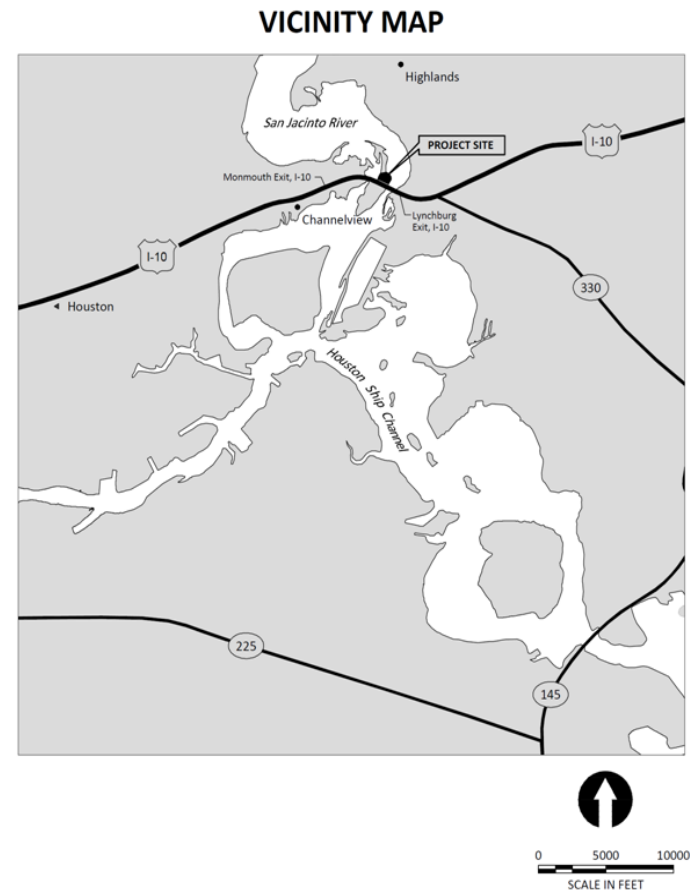 VICINITY MAP
Highlands
San Jacinto River
PROJECT SITE
I-10
Monmouth Exit, I-10
Channelview
Lynchburg
Exit, I-10
I-10
330
Houston
Houston Ship Channel
225
145
0 5000 10000
SCALE IN FEET